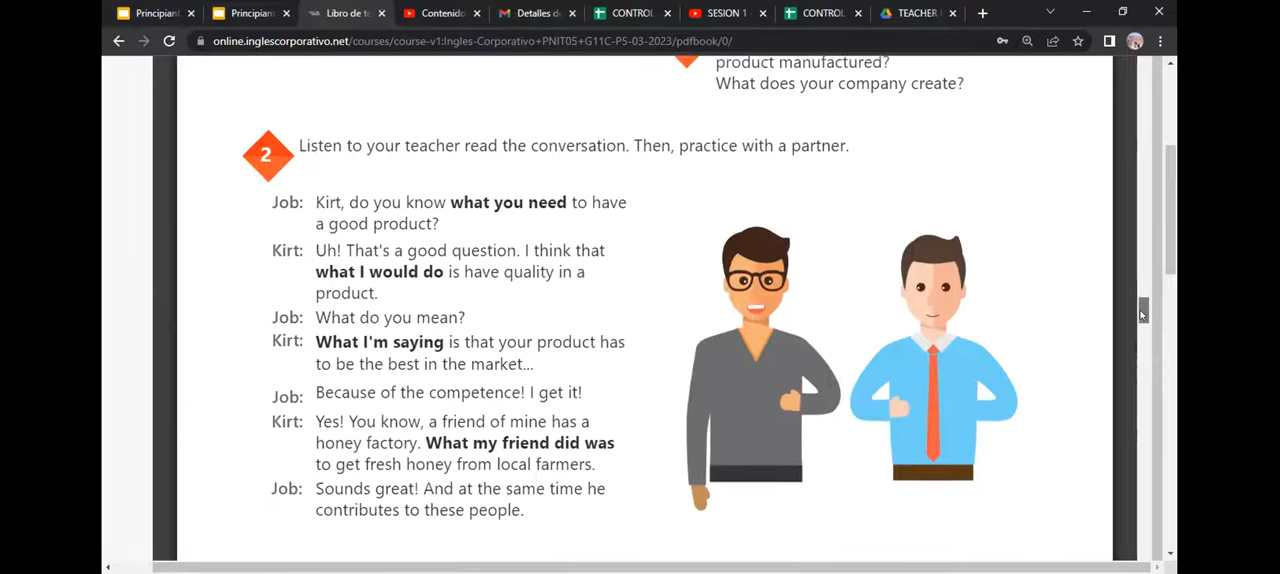 Principian
Principian
Libro de te
Contenido
Detalles de
CONTROL
SESION 1
CONTROL
TEACHER
online.inglescorporativo.net/courses/course-v1:Ingles-Corporativo+PNIT05+G11C-P5-03-2023/pdfbook/0/
product manufactured?
What does your company create?
2
Listen to your teacher read the conversation. Then, practice with a partner.
Job: Kirt, do you know what you need to have
a good product?
Kirt: Uh! That's a good question. I think that
what I would do is have quality in a
product.
Job: What do you mean?
Kirt: What I'm saying is that your product has
to be the best in the market...
Job: Because of the competence! I get it!
Kirt: Yes! You know, a friend of mine has a
honey factory. What my friend did was
to get fresh honey from local farmers.
Job: Sounds great! And at the same time he
contributes to these people.